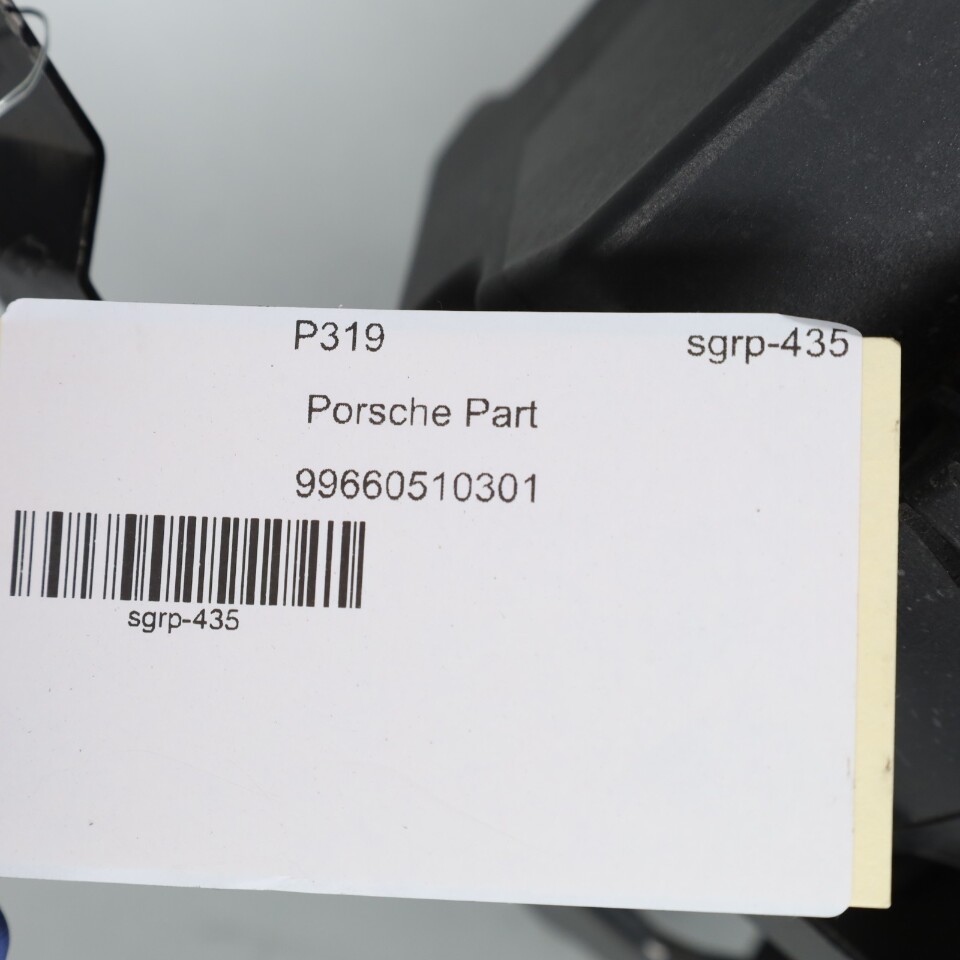 P319 sgrp-435
Porsche Part
99660510301
sgrp-435